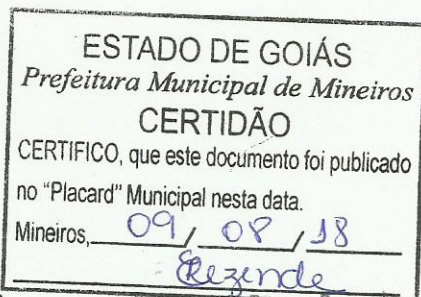 ESTADO DE GOIÁS
Prefeitura Municipal de Mineiros
CERTIDÃO
CERTIFICO, que este documento foi publicado
no "Placard" Municipal nesta data.
Mineiros, 09 / 08 / 18
Rezende